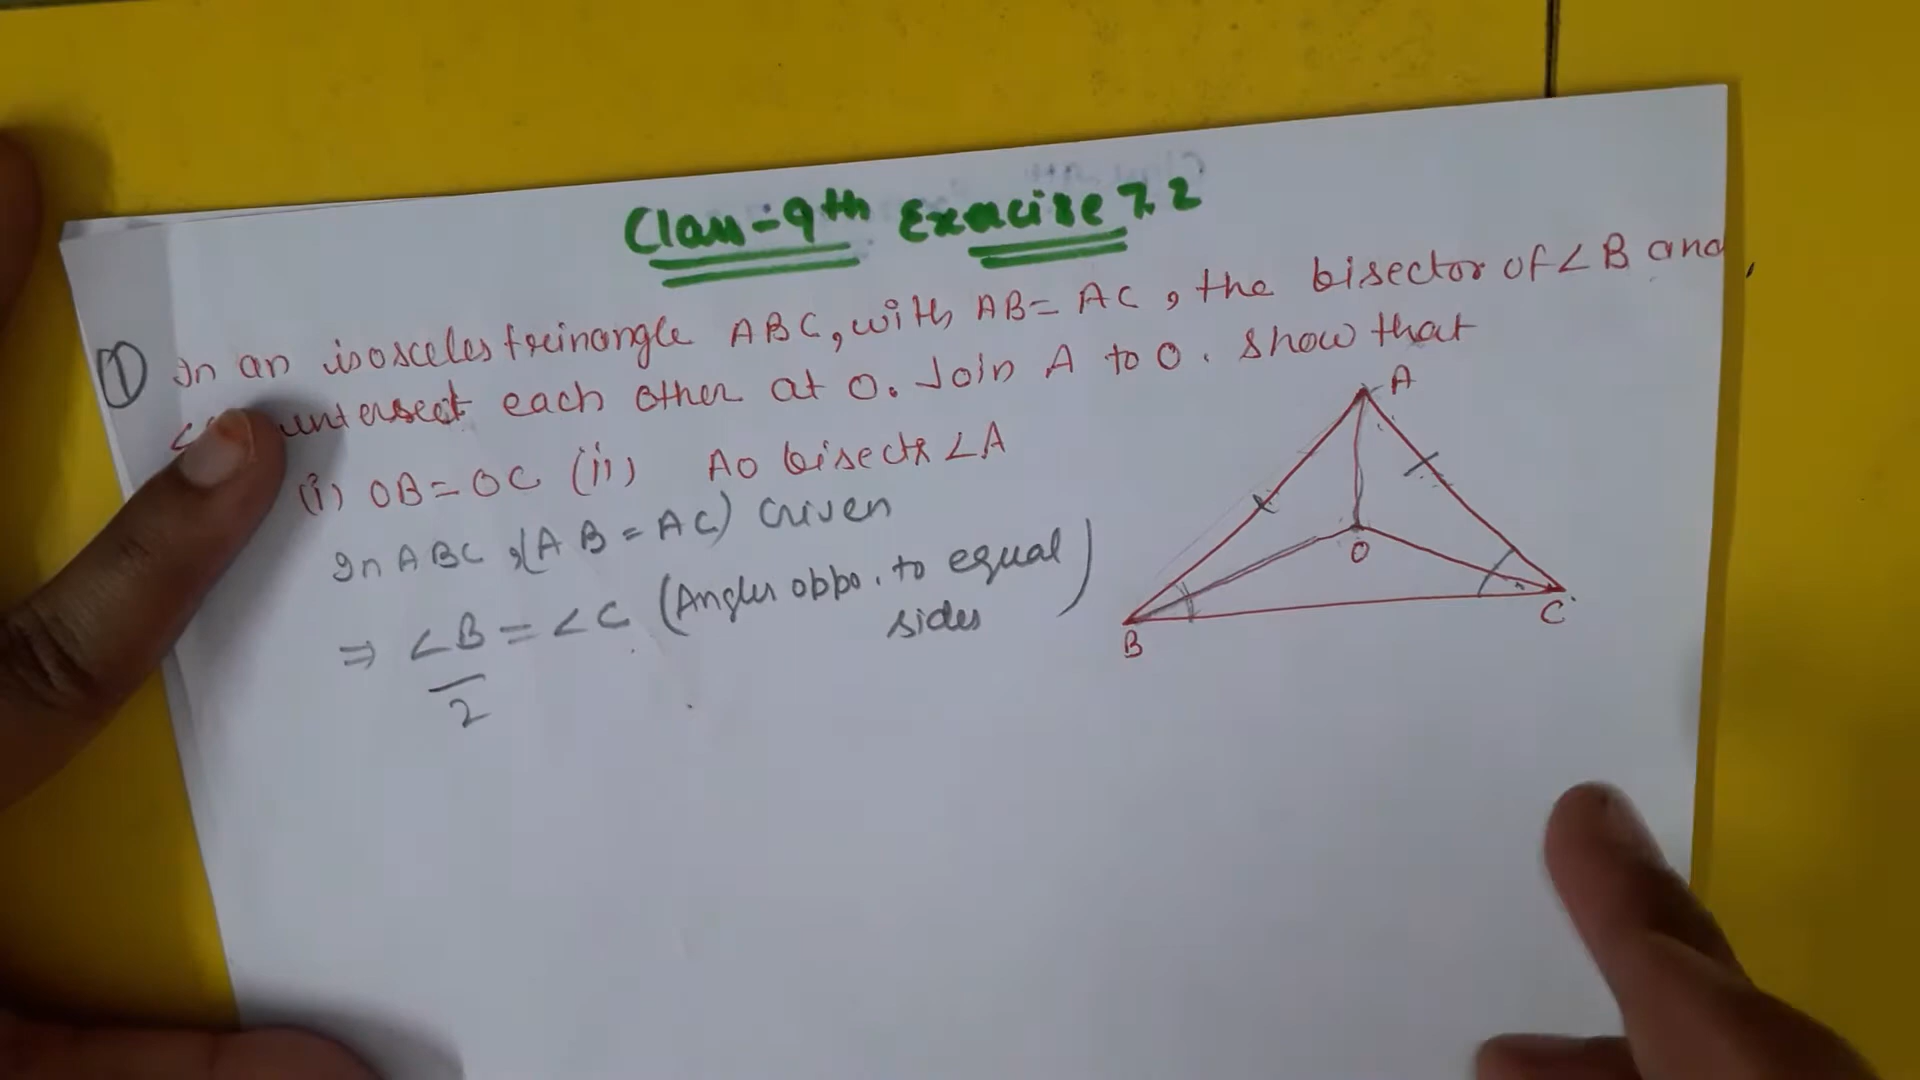 Class-9th Exercise 7.2
① In an isosceles treinangle ABC, with AB = AC, the bisector of ∠B and
∠ intersect each other at O. Join A to O. Show that
(i) OB = OC (ii) AO bisects ∠A
In ABC, (AB = AC) Given
⇒ ∠B/2 = ∠C (Angles oppo. to equal
sides)
A
O
B
C